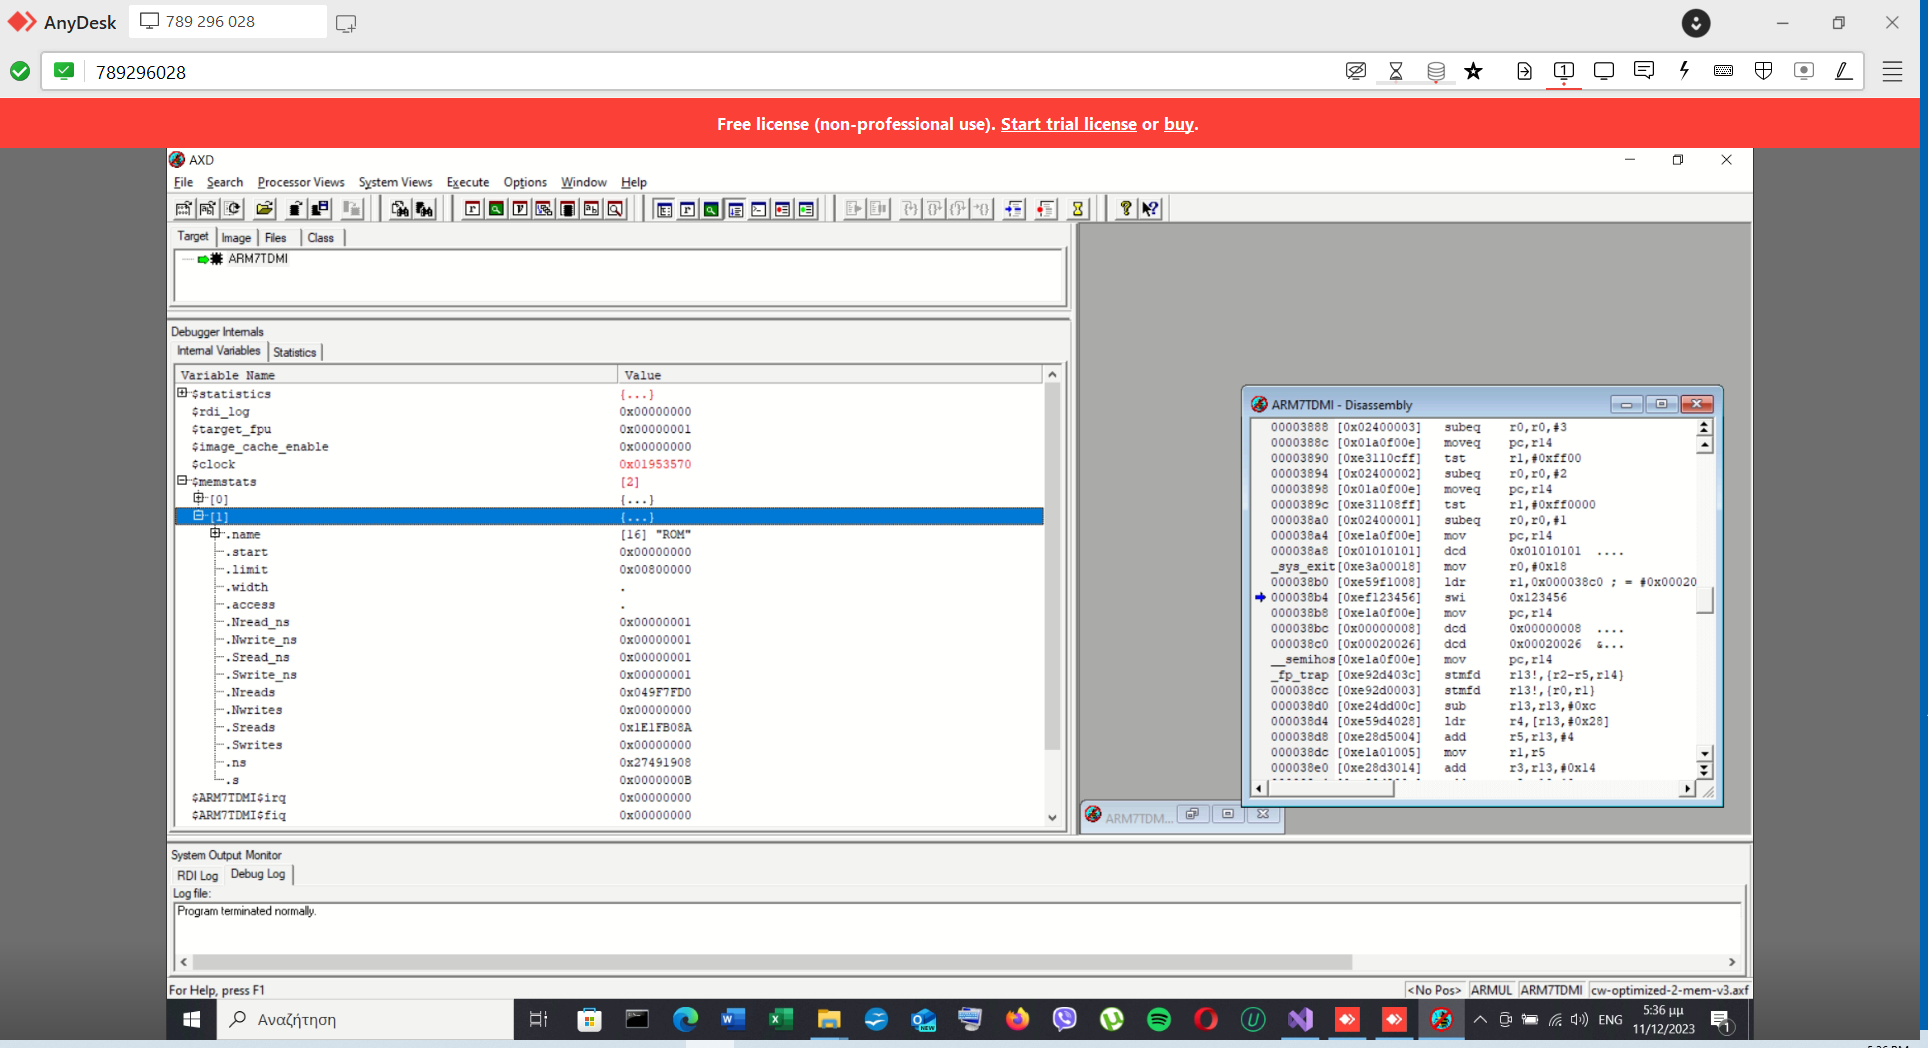 AnyDesk
789 296 028
789296028
Free license (non-professional use). Start trial license or buy.
AXD
File Search Processor Views System Views Execute Options Window Help
Target Image Files Class
ARM7TDMI
Debugger Internals
Internal Variables Statistics
Variable Name Value
$statistics {...}
$rdi_log 0x00000000
$target_fpu 0x00000001
$image_cache_enable 0x00000000
$clock 0x01953570
$memstats [2]
[0] {...}
[1] {...}
.name [16] "ROM"
.start 0x00000000
.limit 0x00800000
.width .
.access .
.Nread_ns 0x00000001
.Nwrite_ns 0x00000001
.Sread_ns 0x00000001
.Swrite_ns 0x00000001
.Nreads 0x049F7FD0
.Nwrites 0x00000000
.Sreads 0x1E1FB08A
.Swrites 0x00000000
.ns 0x27491908
.s 0x0000000B
$ARM7TDMI$irq 0x00000000
$ARM7TDMI$fiq 0x00000000
ARM7TDMI - Disassembly
00003888 [0x02400003] subeq r0,r0,#3
0000388c [0x01a0f00e] moveq pc,r14
00003890 [0xe3110cff] tst r1,#0xff00
00003894 [0x02400002] subeq r0,r0,#2
00003898 [0x01a0f00e] moveq pc,r14
0000389c [0xe31108ff] tst r1,#0xff0000
000038a0 [0x02400001] subeq r0,r0,#1
000038a4 [0xe1a0f00e] mov pc,r14
000038a8 [0x01010101] dcd 0x01010101 ....
_sys_exit[0xe3a00018] mov r0,#0x18
000038b0 [0xe59f1008] ldr r1,0x000038c0 ; = #0x00020
000038b4 [0xef123456] swi 0x123456
000038b8 [0xe1a0f00e] mov pc,r14
000038bc [0x00000008] dcd 0x00000008 ....
000038c0 [0x00020026] dcd 0x00020026 &...
__semihos[0xe1a0f00e] mov pc,r14
_fp_trap [0xe92d403c] stmfd r13!,{r2-r5,r14}
000038cc [0xe92d0003] stmfd r13!,{r0,r1}
000038d0 [0xe24dd00c] sub r13,r13,#0xc
000038d4 [0xe59d4028] ldr r4,[r13,#0x28]
000038d8 [0xe28d5004] add r5,r13,#4
000038dc [0xe1a01005] mov r1,r5
000038e0 [0xe28d3014] add r3,r13,#0x14
ARM7TDM...
System Output Monitor
RDI Log Debug Log
Log file:
Program terminated normally.
For Help, press F1
<No Pos> ARMUL ARM7TDMI cw-optimized-2-mem-v3.axf
Αναζήτηση
ENG
5:36 μμ
11/12/2023
1